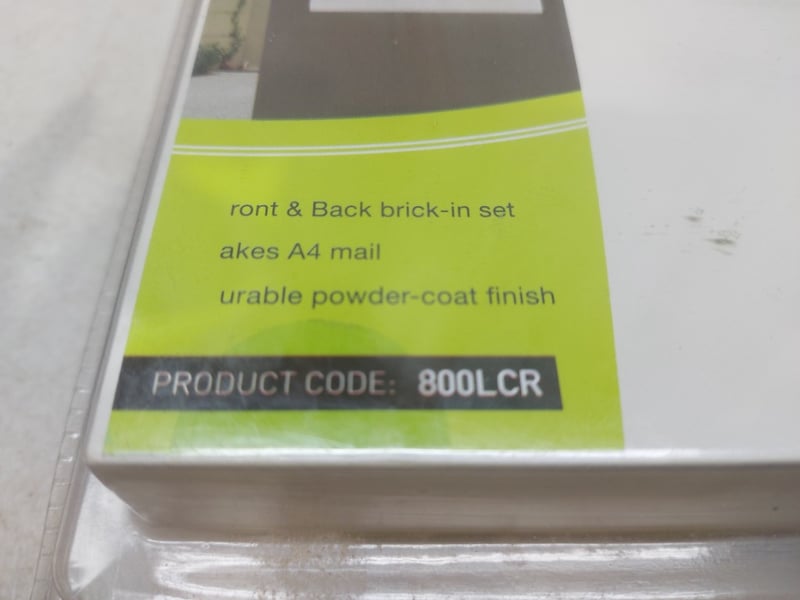 ront & Back brick-in set
akes A4 mail
urable powder-coat finish
PRODUCT CODE: 800LCR